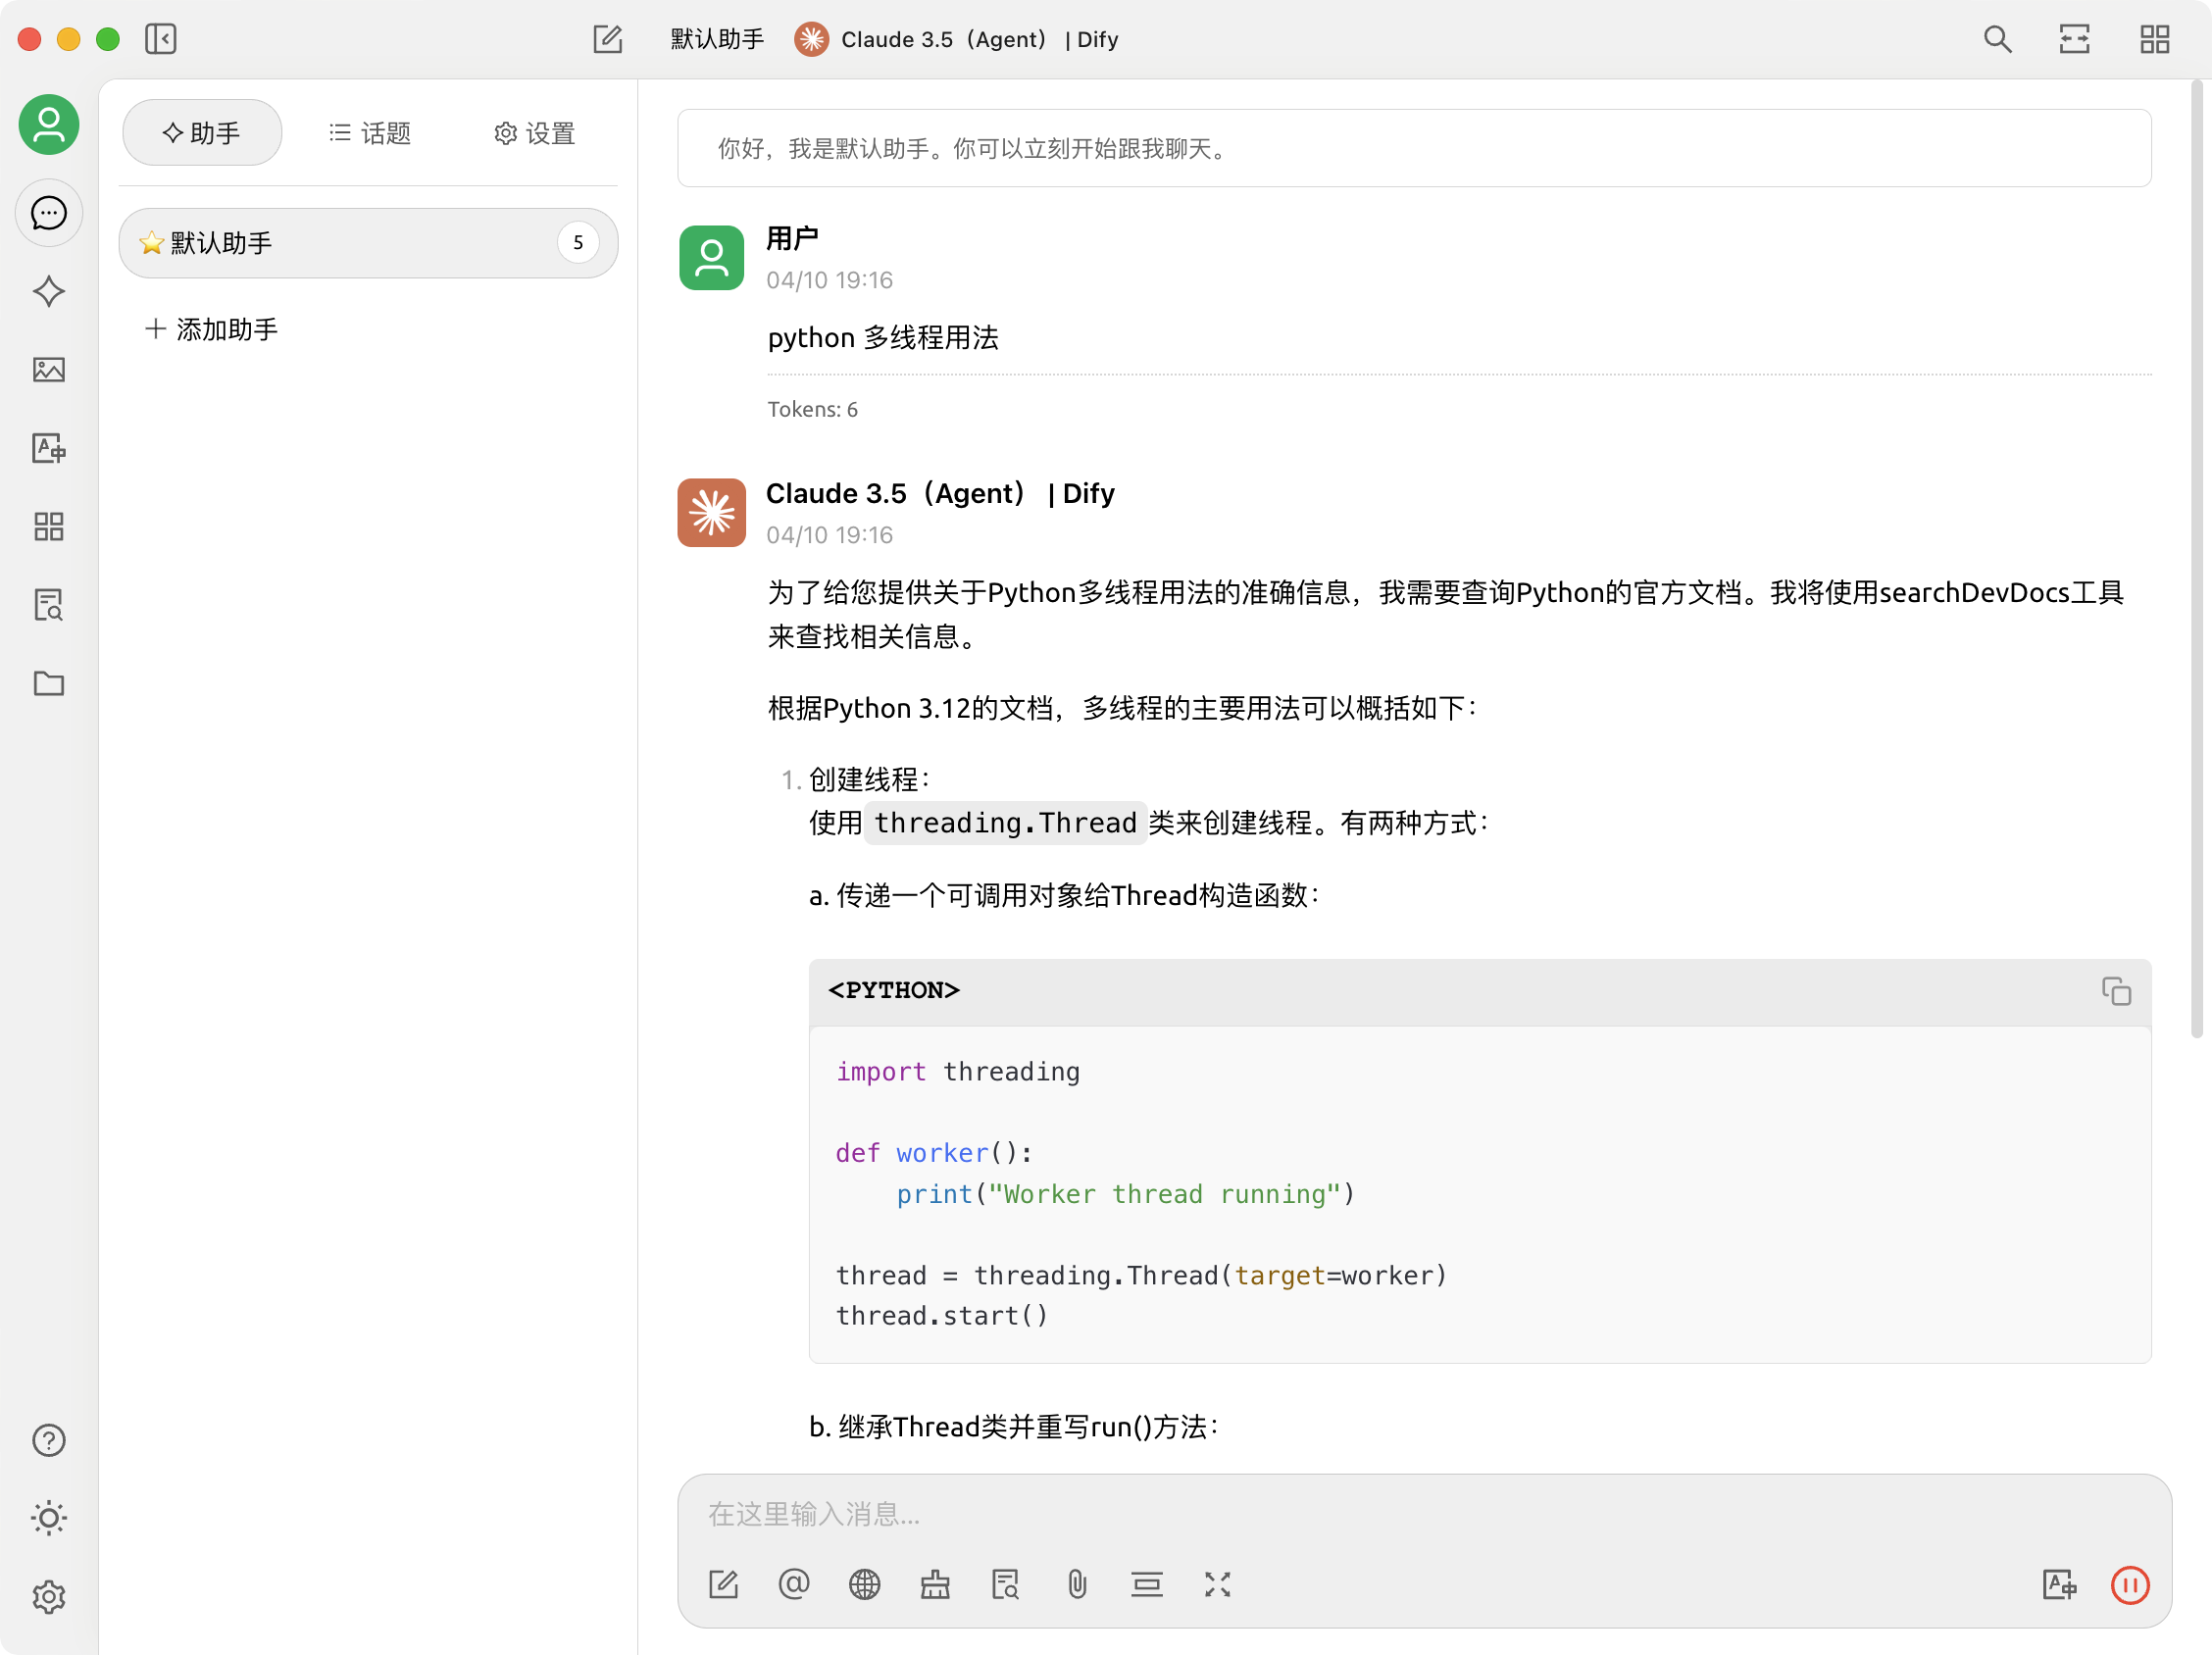 默认助手 Claude 3.5（Agent） | Dify
助手 话题 设置
默认助手 5
添加助手
你好，我是默认助手。你可以立刻开始跟我聊天。
用户
04/10 19:16
python 多线程用法
Tokens: 6
Claude 3.5（Agent） | Dify
04/10 19:16
为了给您提供关于Python多线程用法的准确信息，我需要查询Python的官方文档。我将使用searchDevDocs工具
来查找相关信息。
根据Python 3.12的文档，多线程的主要用法可以概括如下：
1. 创建线程：
使用 threading.Thread 类来创建线程。有两种方式：
a. 传递一个可调用对象给Thread构造函数：
<PYTHON>
import threading
def worker():
    print("Worker thread running")
thread = threading.Thread(target=worker)
thread.start()
b. 继承Thread类并重写run()方法：
在这里输入消息...